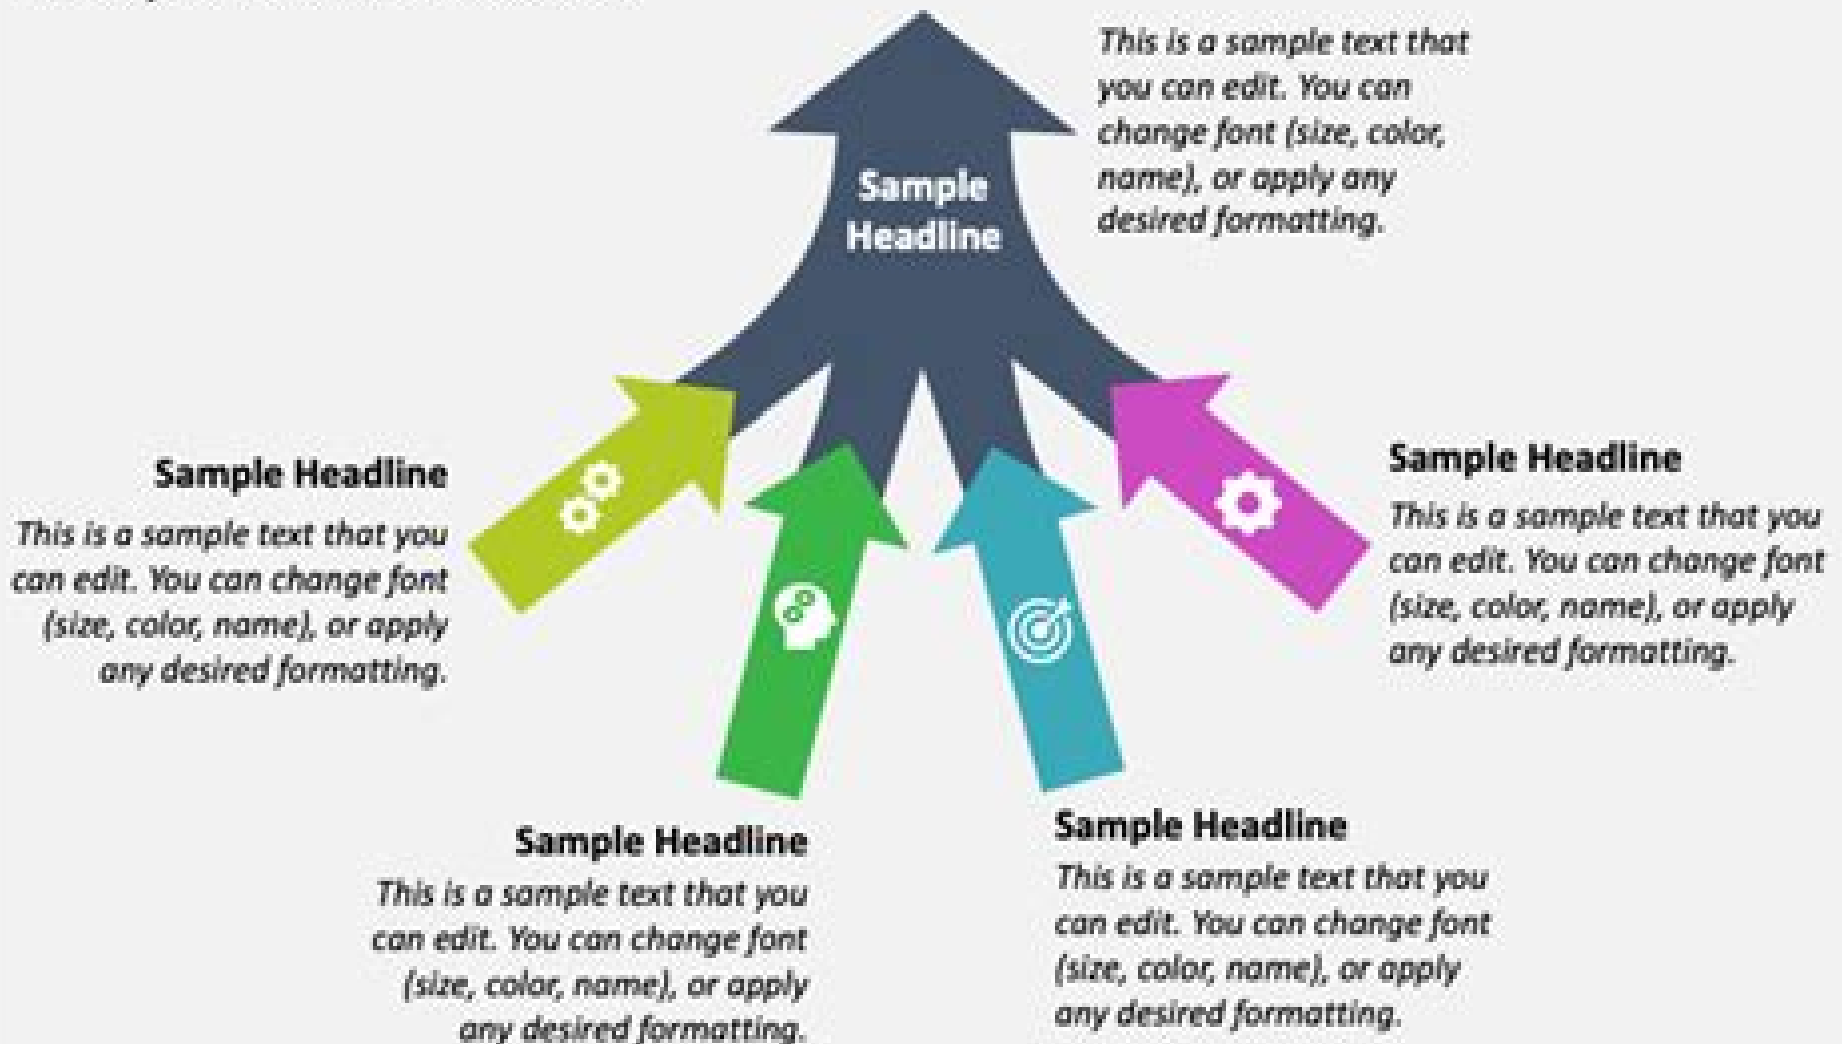 This is a sample text that
you can edit. You can
change font (size, color,
name), or apply any
desired formatting.
Sample
Headline
Sample Headline
This is a sample text that you
can edit. You can change font
(size, color, name), or apply
any desired formatting.
Sample Headline
This is a sample text that you
can edit. You can change font
(size, color, name), or apply
any desired formatting.
Sample Headline
This is a sample text that you
can edit. You can change font
(size, color, name), or apply
any desired formatting.
Sample Headline
This is a sample text that you
can edit. You can change font
(size, color, name), or apply
any desired formatting.